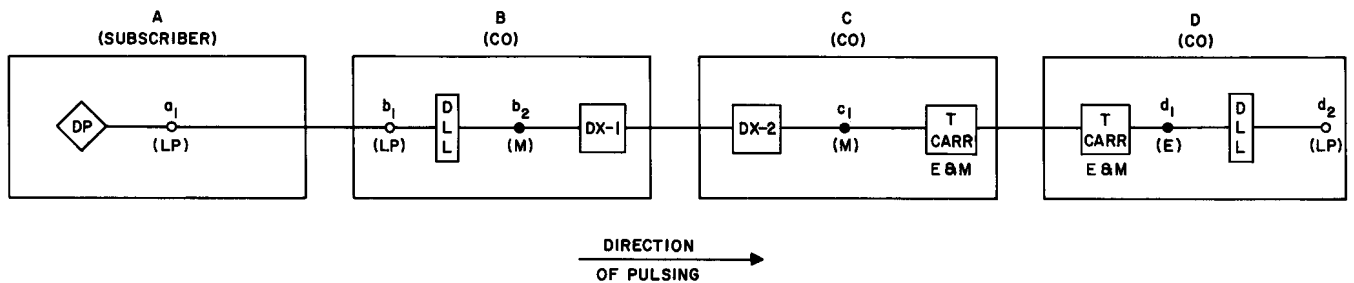 A
(SUBSCRIBER)
B
(CO)
C
(CO)
D
(CO)
DP
a1
(LP)
b1
(LP)
D
L
L
b2
(M)
DX-1
DX-2
c1
(M)
T
CARR
E&M
T
CARR
E&M
d1
(E)
D
L
L
d2
(LP)
DIRECTION
OF PULSING